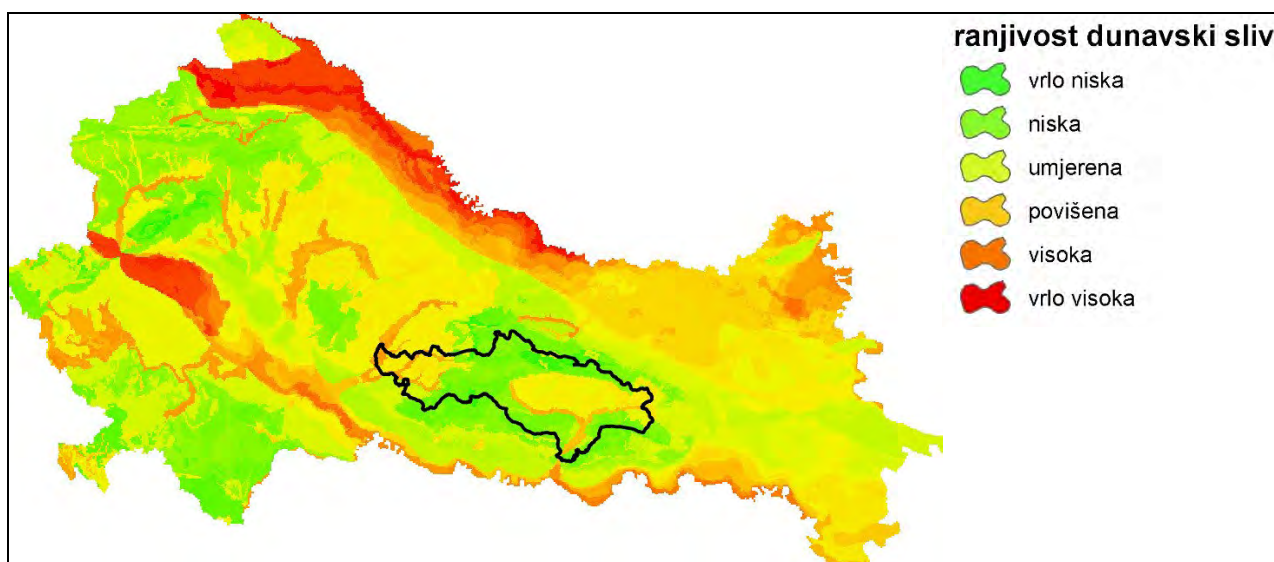 ranjivost dunavski sliv
vrlo niska
niska
umjerena
povišena
visoka
vrlo visoka